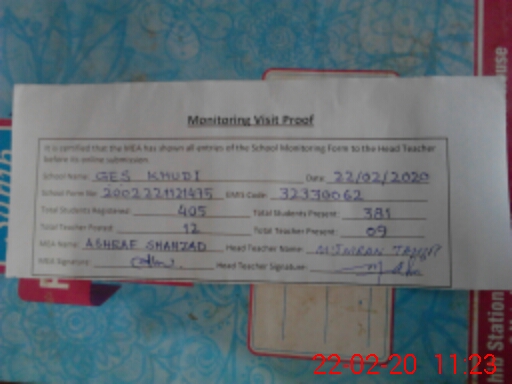 Monitoring Visit Proof
It is certified that the MEA has shown all entries of the School Monitoring Form to the Head Teacher
before its online submission.
School Name: GES KHUDI Date: 22/02/2020
School Form No: 2002221121475 EMIS Code: 32330062
Total Students Registered: 405 Total Students Present: 381
Total Teacher Posted: 12 Total Teacher Present: 09
MEA Name: ASHRAF SHAHZAD Head Teacher Name: M. IMRAN
MEA Signature: Head Teacher Signature:
22-02-20 11:23
Station